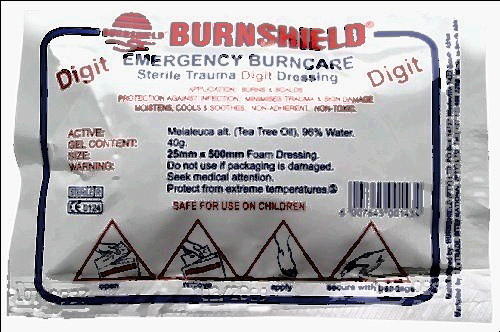 BURNSHIELD BURNSHIELD®
EMERGENCY BURNCARE
Digit Sterile Trauma Digit Dressing Digit
APPLICATION: BURNS & SCALDS
PROTECTION AGAINST INFECTION, MINIMISES TRAUMA & SKIN DAMAGE
MOISTENS, COOLS & SOOTHES. NON-ADHERENT. NON-TOXIC.
ACTIVE: Melaleuca alt. (Tea Tree Oil), 96% Water.
GEL CONTENT: 40g.
SIZE: 25mm x 500mm Foam Dressing.
WARNING: Do not use if packaging is damaged.
Seek medical attention.
Protect from extreme temperatures.
CE 0124
SAFE FOR USE ON CHILDREN
open remove apply secure with bandage